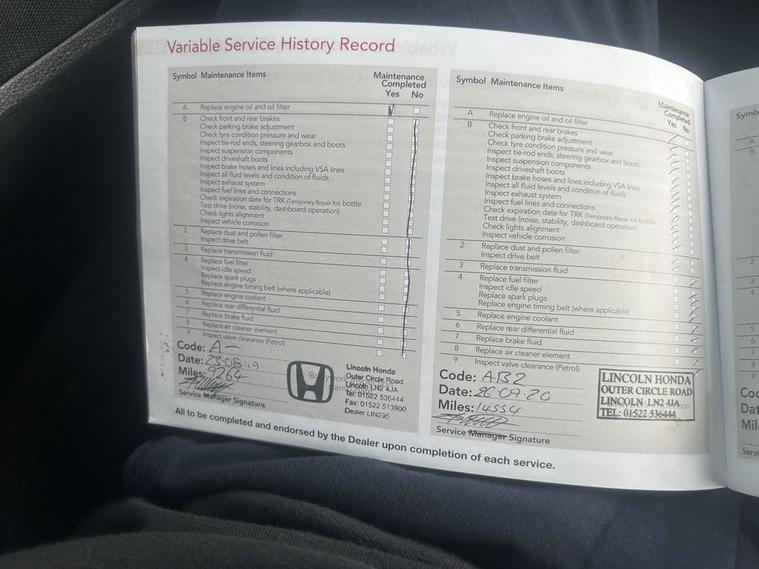 Variable Service History Record
Symbol Maintenance Items
Maintenance
Completed
Yes No
A Replace engine oil and oil filter
B Check front and rear brakes
Check parking brake adjustment
Check tyre condition pressure and wear
Inspect tie-rod ends, steering gearbox and boots
Inspect suspension components
Inspect driveshaft boots
Inspect brake hoses and lines including VSA lines
Inspect all fluid levels and condition of fluids
Inspect exhaust system
Inspect fuel lines and connections
Check expiration date for TRK (Temporary Repair Kit) bottle
Test drive (noise, stability, dashboard operation)
Check lights alignment
Inspect vehicle corrosion
2 Replace dust and pollen filter
Inspect drive belt
3 Replace transmission fluid
4 Replace fuel filter
Inspect idle speed
Replace spark plugs
Replace engine timing belt (where applicable)
5 Replace engine coolant
6 Replace rear differential fluid
7 Replace brake fluid
8 Replace air cleaner element
9 Inspect valve clearance (Petrol)
Code: A-
Date: 23.08.19
Miles: 9264
Service Manager Signature
Lincoln Honda
Outer Circle Road
Lincoln LN2 4JA
Tel: 01522 536444
Fax: 01522 513900
Dealer LIN295
Symbol Maintenance Items
Maintenance
Completed
Yes No
A Replace engine oil and oil filter
B Check front and rear brakes
Check parking brake adjustment
Check tyre condition pressure and wear
Inspect tie-rod ends, steering gearbox and boots
Inspect suspension components
Inspect driveshaft boots
Inspect brake hoses and lines including VSA lines
Inspect all fluid levels and condition of fluids
Inspect exhaust system
Inspect fuel lines and connections
Check expiration date for TRK (Temporary Repair Kit) bottle
Test drive (noise, stability, dashboard operation)
Check lights alignment
Inspect vehicle corrosion
2 Replace dust and pollen filter
Inspect drive belt
3 Replace transmission fluid
4 Replace fuel filter
Inspect idle speed
Replace spark plugs
Replace engine timing belt (where applicable)
5 Replace engine coolant
6 Replace rear differential fluid
7 Replace brake fluid
8 Replace air cleaner element
9 Inspect valve clearance (Petrol)
Code: AB2
Date: 28.09.20
Miles: 14554
Service Manager Signature
LINCOLN HONDA
OUTER CIRCLE ROAD
LINCOLN LN2 4JA
TEL: 01522 536444
All to be completed and endorsed by the Dealer upon completion of each service.